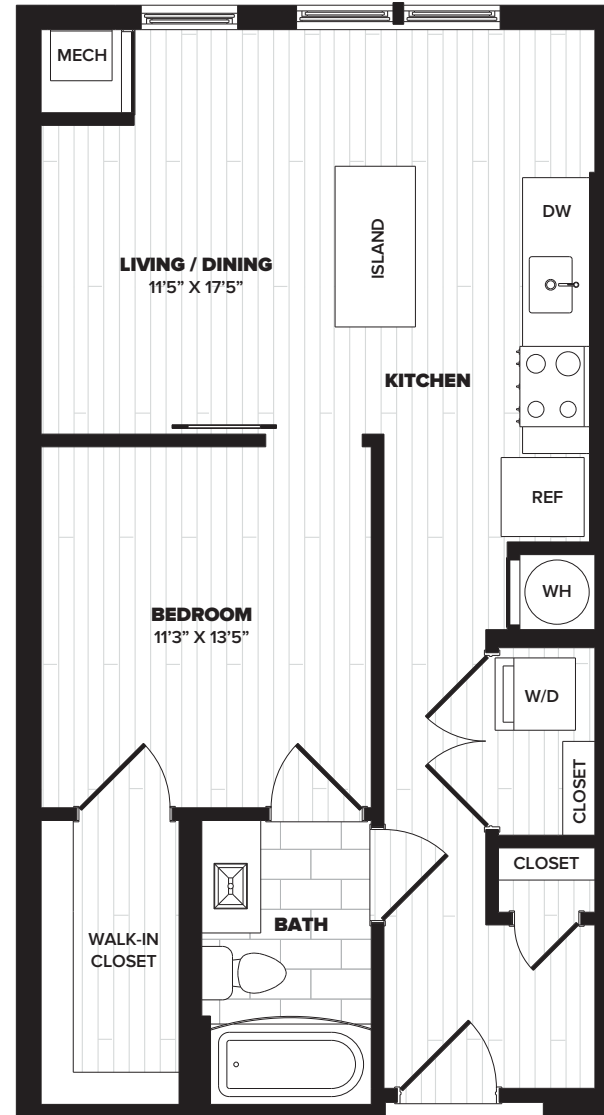 MECH
DW
ISLAND
LIVING / DINING
11’5” X 17’5”
KITCHEN
REF
WH
BEDROOM
11’3” X 13’5”
W/D
CLOSET
CLOSET
BATH
WALK-IN
CLOSET